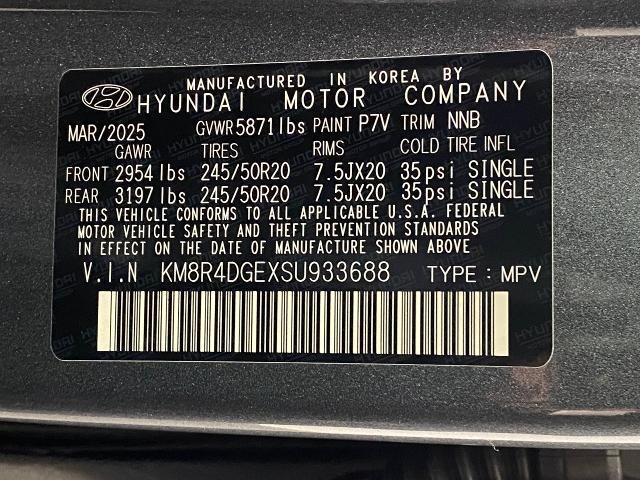 MANUFACTURED IN KOREA BY
HYUNDAI MOTOR COMPANY
MAR/2025 GVWR 5871lbs PAINT P7V TRIM NNB
GAWR TIRES RIMS COLD TIRE INFL
FRONT 2954lbs 245/50R20 7.5JX20 35psi SINGLE
REAR 3197lbs 245/50R20 7.5JX20 35psi SINGLE
THIS VEHICLE CONFORMS TO ALL APPLICABLE U.S.A. FEDERAL
MOTOR VEHICLE SAFETY AND THEFT PREVENTION STANDARDS
IN EFFECT ON THE DATE OF MANUFACTURE SHOWN ABOVE
V.I.N KM8R4DGEXSU933688 TYPE : MPV